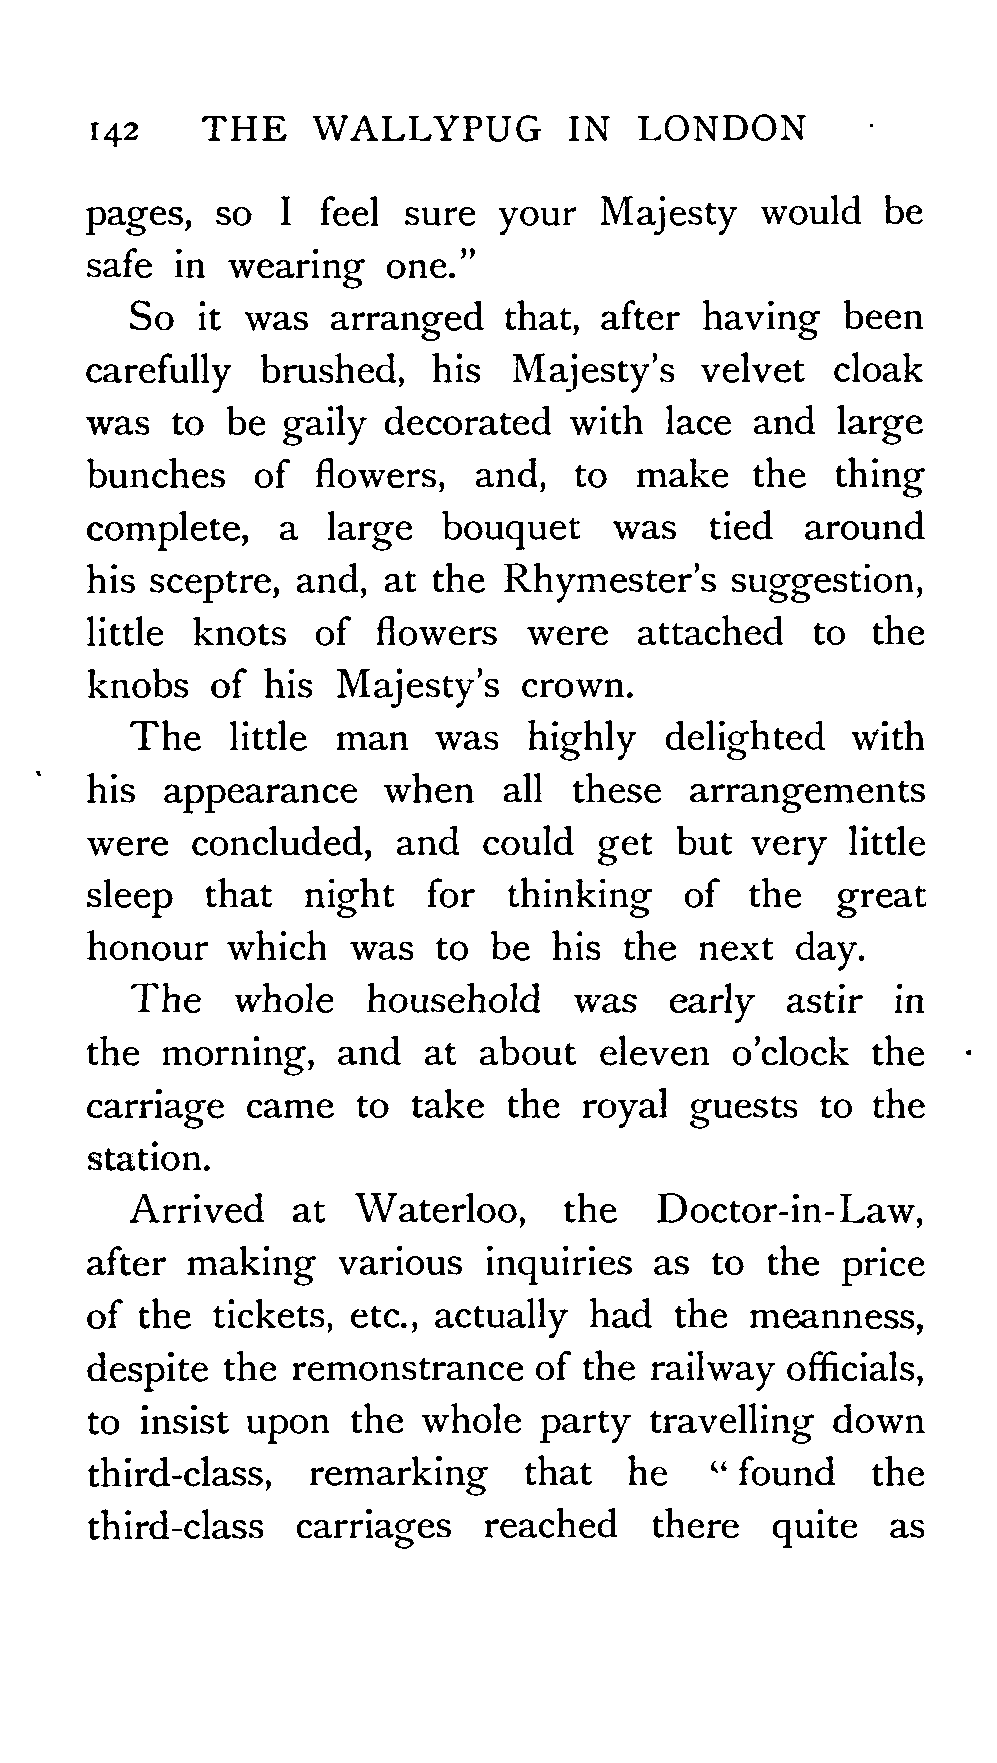 142 THE WALLYPUG IN LONDON
pages, so I feel sure your Majesty would be
safe in wearing one."
So it was arranged that, after having been
carefully brushed, his Majesty's velvet cloak
was to be gaily decorated with lace and large
bunches of flowers, and, to make the thing
complete, a large bouquet was tied around
his sceptre, and, at the Rhymester's suggestion,
little knots of flowers were attached to the
knobs of his Majesty's crown.
The little man was highly delighted with
his appearance when all these arrangements
were concluded, and could get but very little
sleep that night for thinking of the great
honour which was to be his the next day.
The whole household was early astir in
the morning, and at about eleven o'clock the
carriage came to take the royal guests to the
station.
Arrived at Waterloo, the Doctor-in-Law,
after making various inquiries as to the price
of the tickets, etc., actually had the meanness,
despite the remonstrance of the railway officials,
to insist upon the whole party travelling down
third-class, remarking that he "found the
third-class carriages reached there quite as